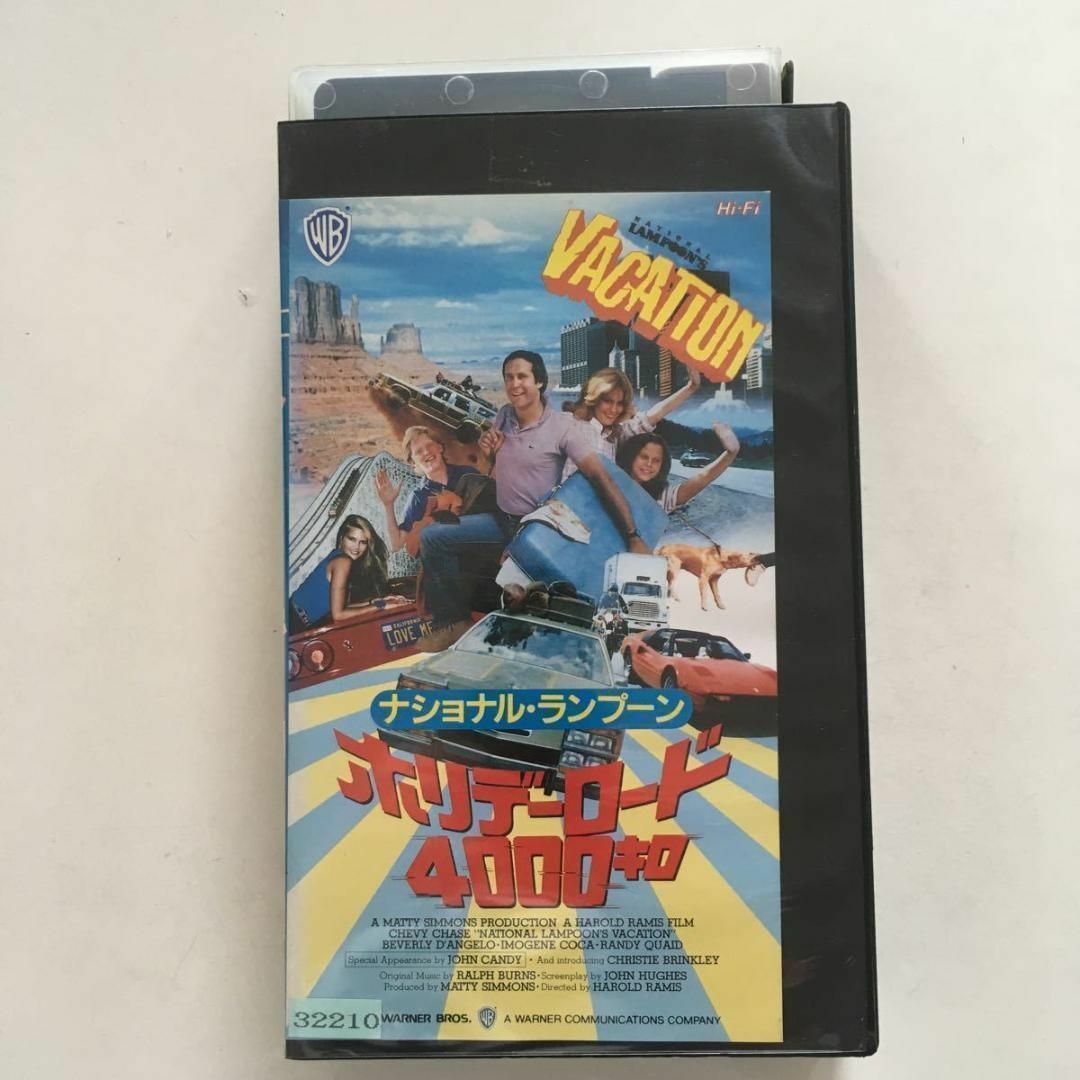 WB
Hi-Fi
NATIONAL
LAMPOON'S
VACATION
CALIFORNIA
LOVE ME
ナショナル・ランプーン
ホリデーロード
4000キロ
A MATTY SIMMONS PRODUCTION A HAROLD RAMIS FILM
CHEVY CHASE "NATIONAL LAMPOON'S VACATION"
BEVERLY D'ANGELO·IMOGENE COCA·RANDY QUAID
Special Appearance by JOHN CANDY · And introducing CHRISTIE BRINKLEY
Original Music by RALPH BURNS·Screenplay by JOHN HUGHES
Produced by MATTY SIMMONS·Directed by HAROLD RAMIS
32210
WARNER BROS. WB A WARNER COMMUNICATIONS COMPANY